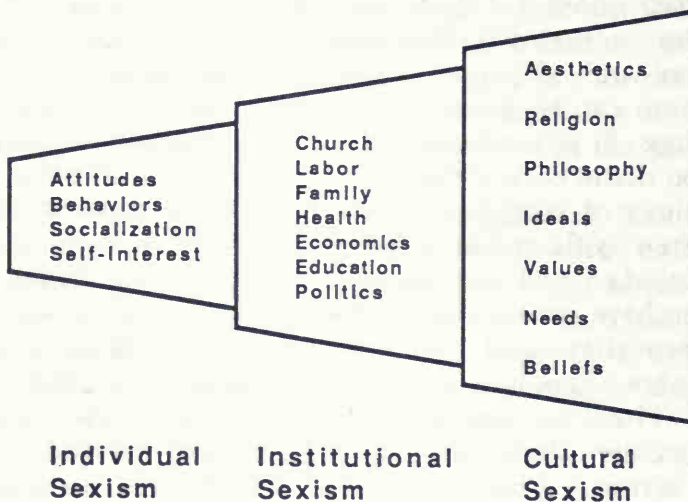 Attitudes
Behaviors
Socialization
Self-Interest
Church
Labor
Family
Health
Economics
Education
Politics
Aesthetics
Religion
Philosophy
Ideals
Values
Needs
Beliefs
Individual
Sexism
Institutional
Sexism
Cultural
Sexism